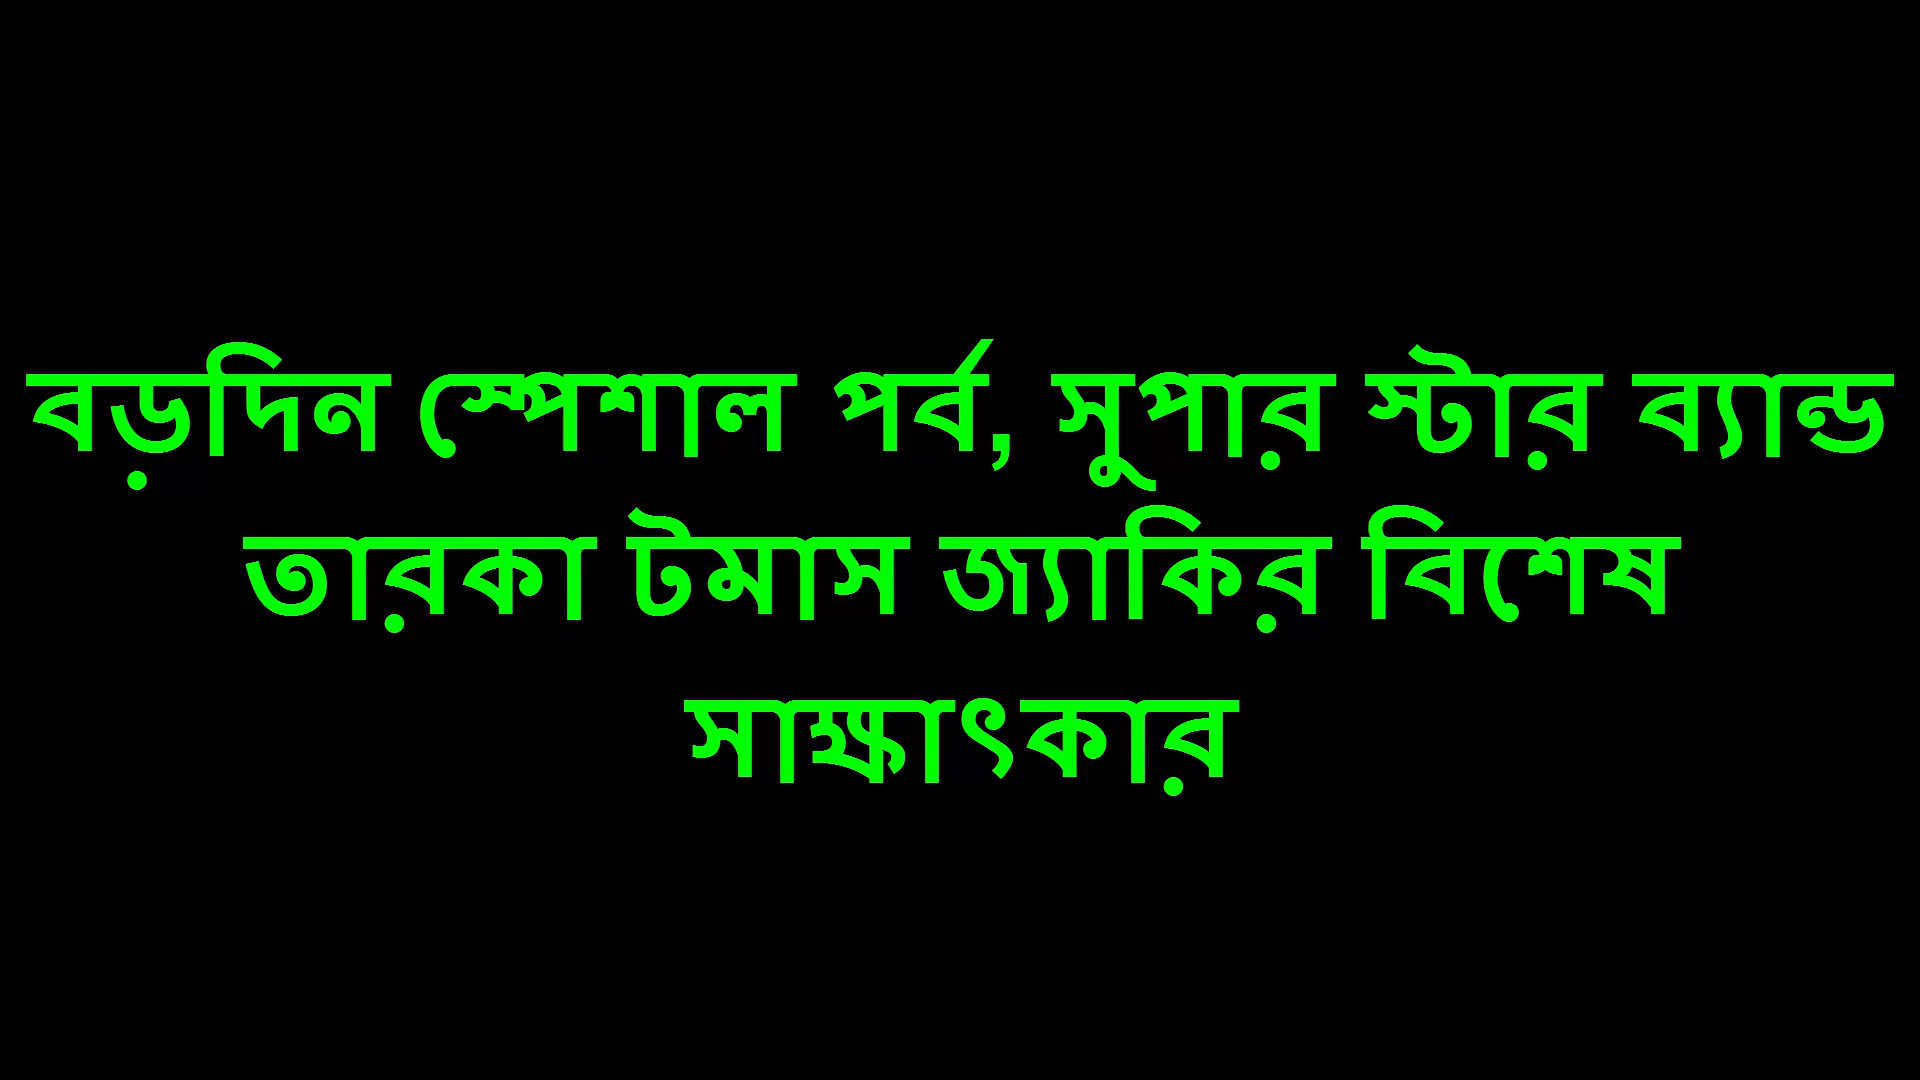 বড়দিন স্পেশাল পর্ব, সুপার স্টার ব্যান্ড
তারকা টমাস জ্যাকির বিশেষ
সাক্ষাৎকার